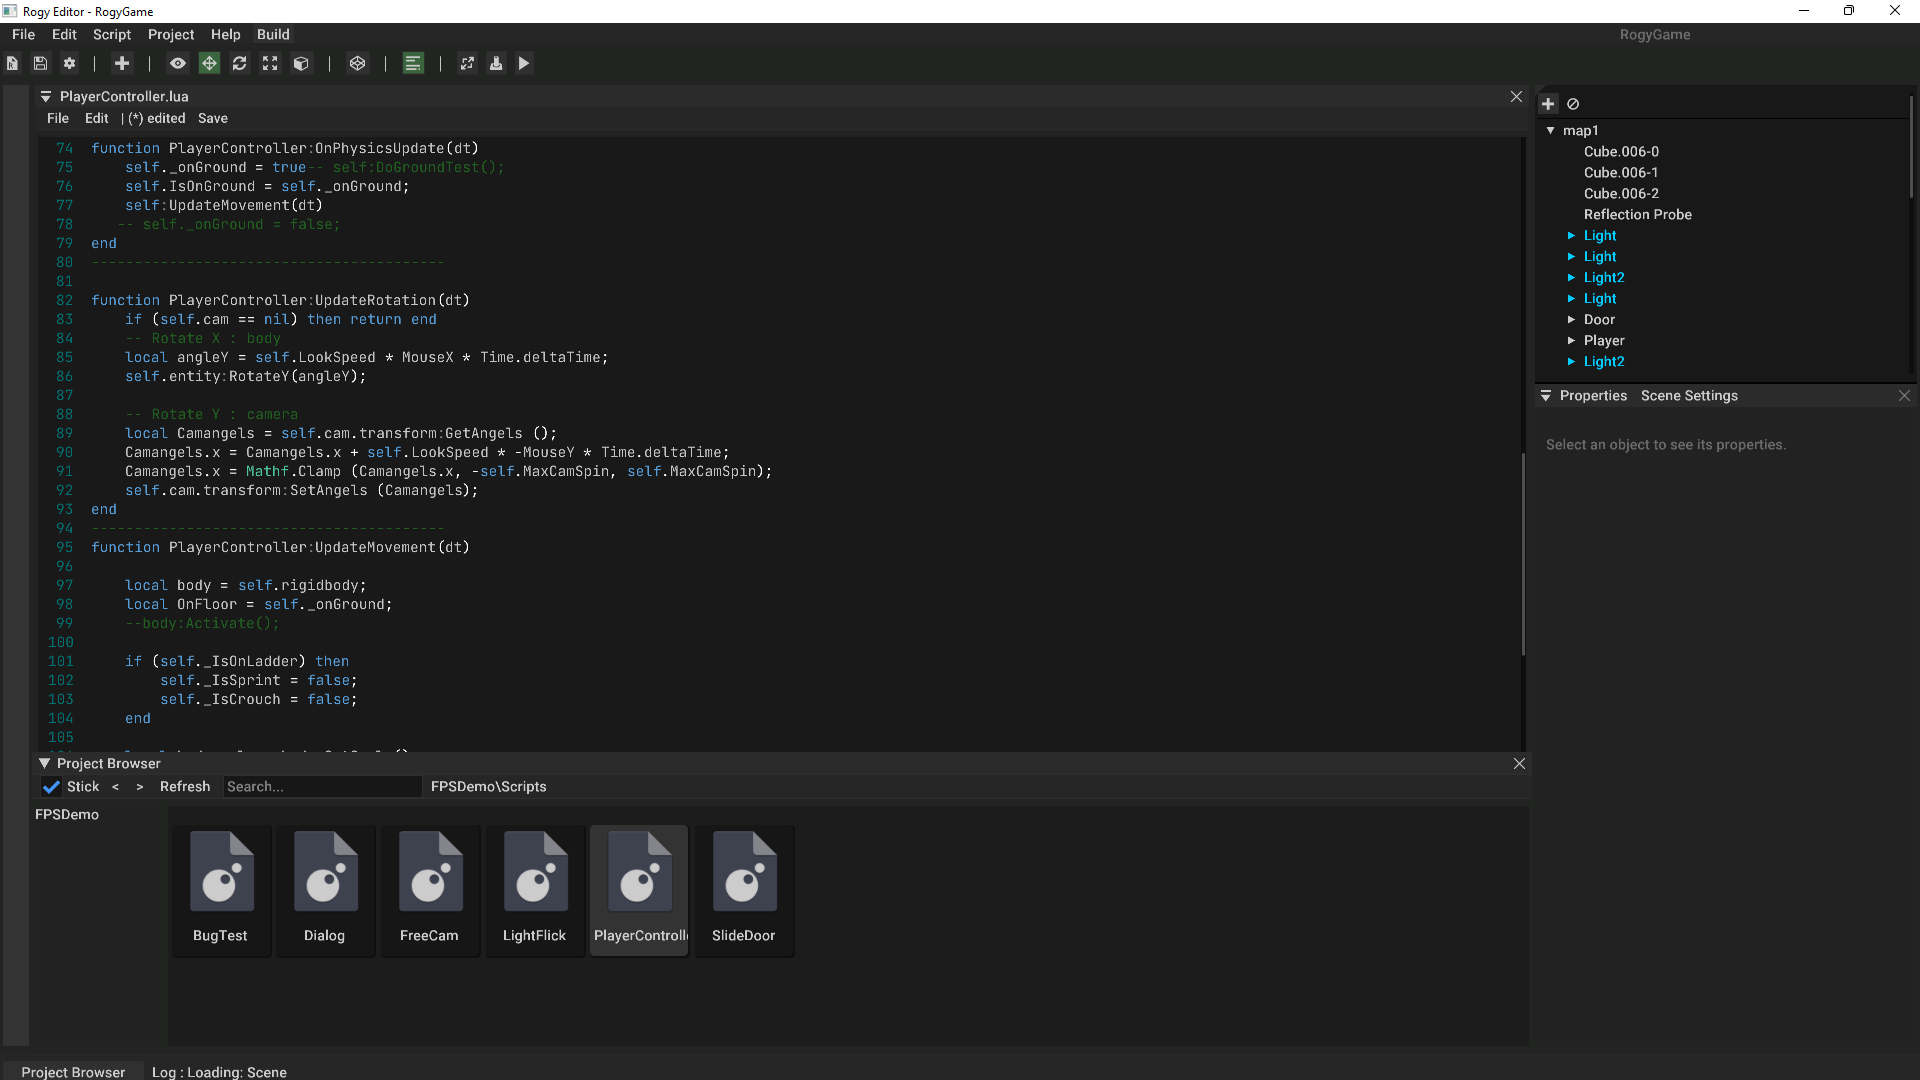 Rogy Editor - RogyGame
File Edit Script Project Help Build
RogyGame
PlayerController.lua
File Edit |(*) edited Save
74 function PlayerController:OnPhysicsUpdate(dt)
75 self._onGround = true-- self:DoGroundTest();
76 self.IsOnGround = self._onGround;
77 self:UpdateMovement(dt)
78 -- self._onGround = false;
79 end
80 -----------------------------------------
81
82 function PlayerController:UpdateRotation(dt)
83 if (self.cam == nil) then return end
84 -- Rotate X : body
85 local angleY = self.LookSpeed * MouseX * Time.deltaTime;
86 self.entity:RotateY(angleY);
87
88 -- Rotate Y : camera
89 local Camangels = self.cam.transform:GetAngels ();
90 Camangels.x = Camangels.x + self.LookSpeed * -MouseY * Time.deltaTime;
91 Camangels.x = Mathf.Clamp (Camangels.x, -self.MaxCamSpin, self.MaxCamSpin);
92 self.cam.transform:SetAngels (Camangels);
93 end
94 -----------------------------------------
95 function PlayerController:UpdateMovement(dt)
96
97 local body = self.rigidbody;
98 local OnFloor = self._onGround;
99 --body:Activate();
100
101 if (self._IsOnLadder) then
102 self._IsSprint = false;
103 self._IsCrouch = false;
104 end
105
map1
Cube.006-0
Cube.006-1
Cube.006-2
Reflection Probe
Light
Light
Light2
Light
Door
Player
Light2
Properties Scene Settings
Select an object to see its properties.
Project Browser
Stick < > Refresh Search... FPSDemo\Scripts
FPSDemo
BugTest Dialog FreeCam LightFlick PlayerControll SlideDoor
Project Browser Log : Loading: Scene